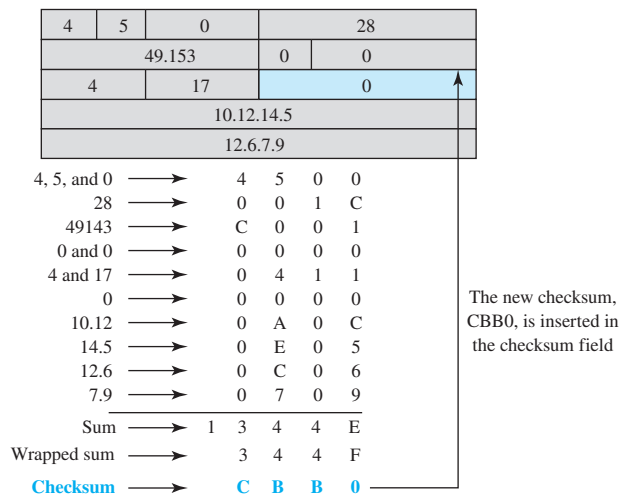 4 5 0 28
49.153 0 0
4 17 0
10.12.14.5
12.6.7.9
4, 5, and 0 4 5 0 0
28 0 0 1 C
49143 C 0 0 1
0 and 0 0 0 0 0
4 and 17 0 4 1 1
0 0 0 0 0
10.12 0 A 0 C
14.5 0 E 0 5
12.6 0 C 0 6
7.9 0 7 0 9
Sum 1 3 4 4 E
Wrapped sum 3 4 4 F
Checksum C B B 0
The new checksum,
CBB0, is inserted in
the checksum field